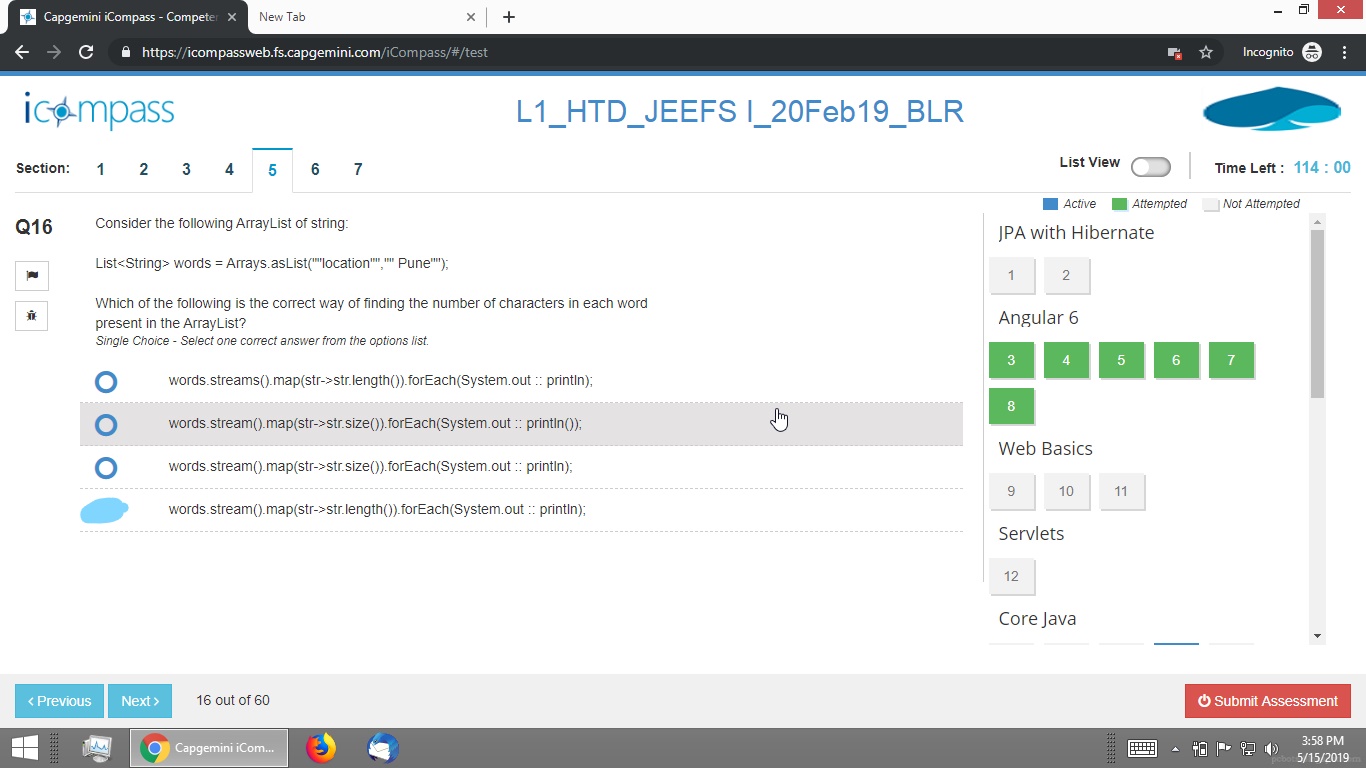 Capgemini iCompass - Competen
New Tab
https://icompassweb.fs.capgemini.com/iCompass/#/test
Incognito
icompass
L1_HTD_JEEFS I_20Feb19_BLR
Section: 1 2 3 4 5 6 7
List View
Time Left : 114 : 00
Active Attempted Not Attempted
Q16
Consider the following ArrayList of string:
List<String> words = Arrays.asList(""location"","" Pune"");
Which of the following is the correct way of finding the number of characters in each word
present in the ArrayList?
Single Choice - Select one correct answer from the options list.
words.streams().map(str->str.length()).forEach(System.out :: println);
words.stream().map(str->str.size()).forEach(System.out :: println());
words.stream().map(str->str.size()).forEach(System.out :: println);
words.stream().map(str->str.length()).forEach(System.out :: println);
JPA with Hibernate
1 2
Angular 6
3 4 5 6 7
8
Web Basics
9 10 11
Servlets
12
Core Java
Previous
Next
16 out of 60
Submit Assessment
Capgemini iCom...
3:58 PM
5/15/2019